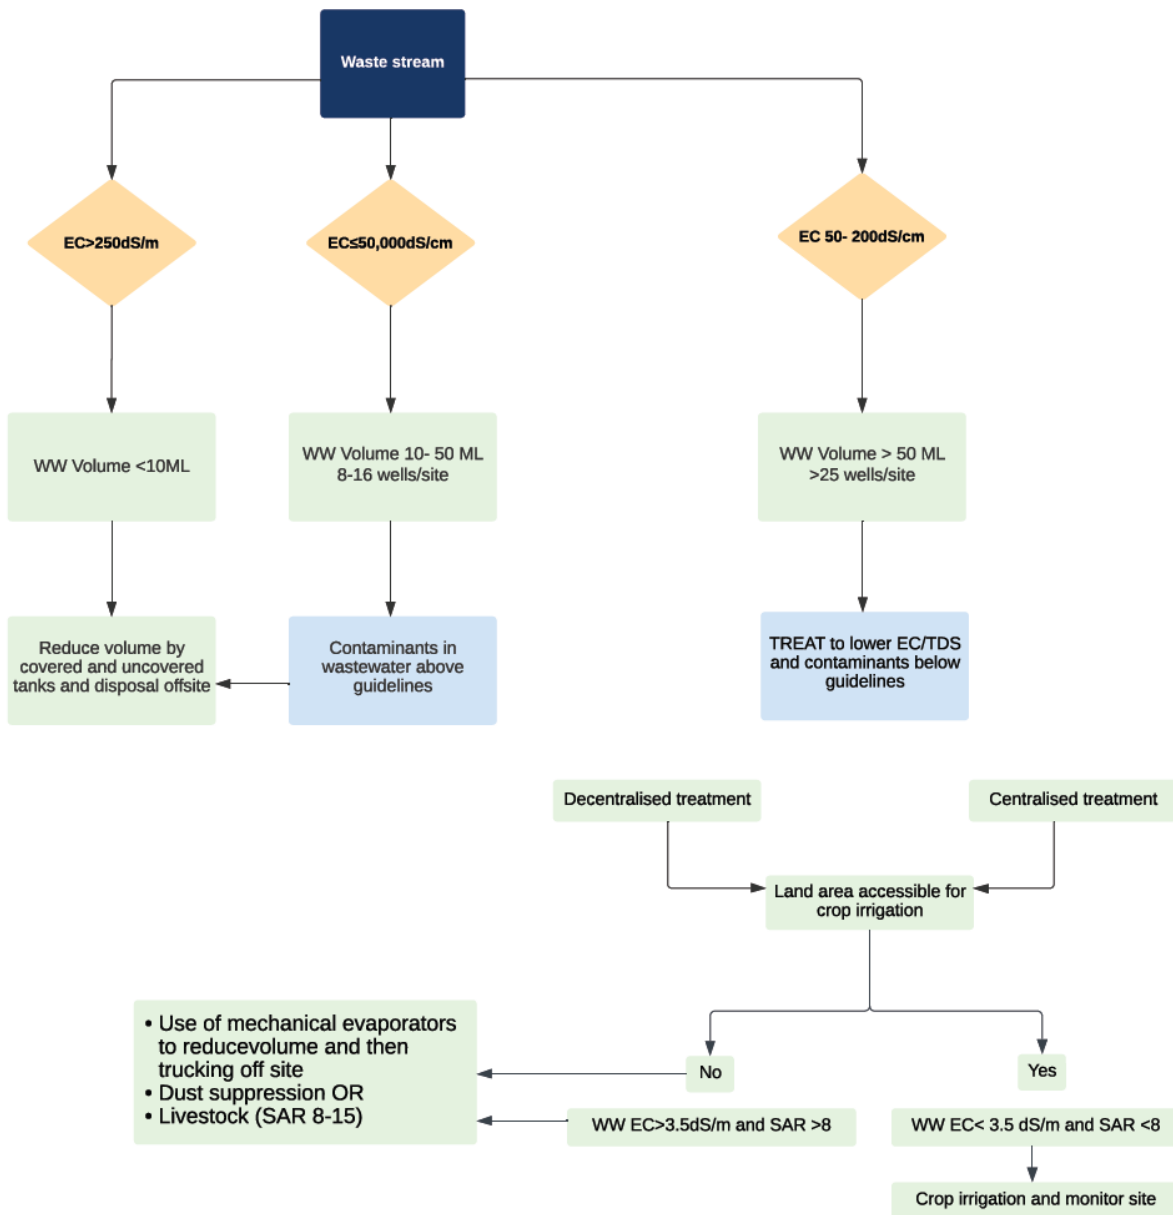 Waste stream
EC>250dS/m
EC≤50,000dS/cm
EC 50- 200dS/cm
WW Volume <10ML
WW Volume 10- 50 ML
8-16 wells/site
WW Volume > 50 ML
>25 wells/site
Reduce volume by
covered and uncovered
tanks and disposal offsite
Contaminants in
wastewater above
guidelines
TREAT to lower EC/TDS
and contaminants below
guidelines
Decentralised treatment
Centralised treatment
Land area accessible for
crop irrigation
• Use of mechanical evaporators
to reducevolume and then
trucking off site
• Dust suppression OR
• Livestock (SAR 8-15)
No
Yes
WW EC>3.5dS/m and SAR >8
WW EC< 3.5 dS/m and SAR <8
Crop irrigation and monitor site